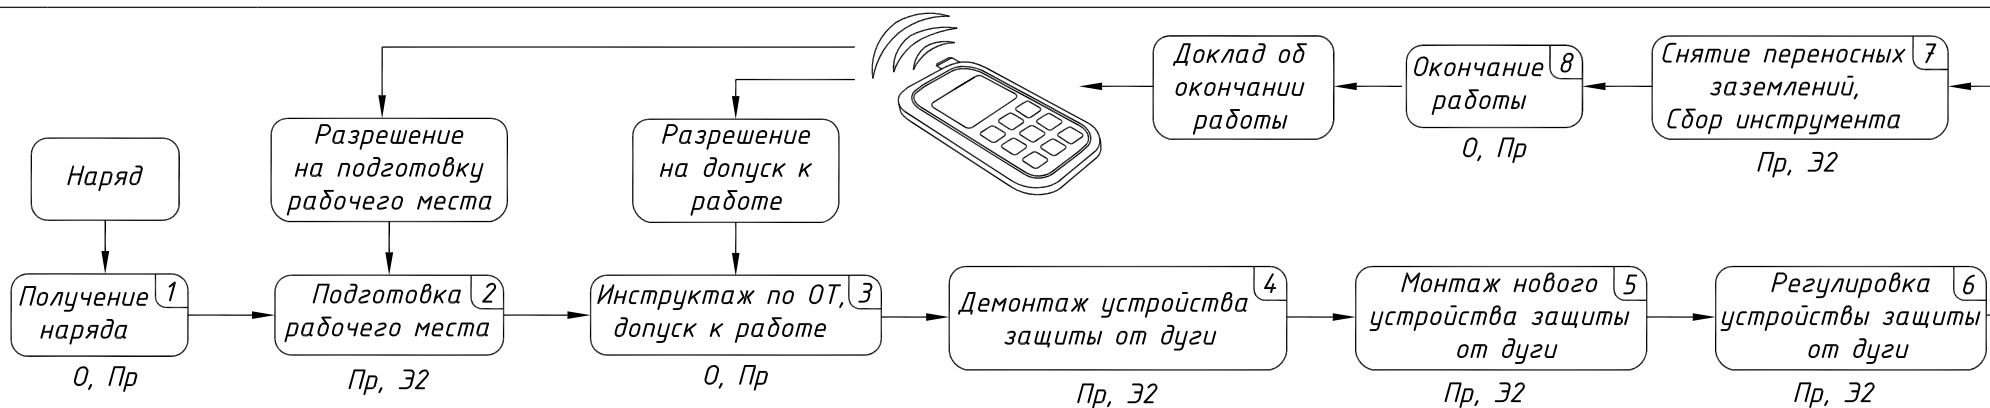 Наряд
Получение
наряда
1
О, Пр
Разрешение
на подготовку
рабочего места
Подготовка
рабочего места
2
Пр, Э2
Разрешение
на допуск к
работе
Инструктаж по ОТ,
допуск к работе
3
О, Пр
Демонтаж устройства
защиты от дуги
4
Пр, Э2
Монтаж нового
устройства защиты
от дуги
5
Пр, Э2
Регулировка
устройствы защиты
от дуги
6
Пр, Э2
Снятие переносных
заземлений,
Сбор инструмента
7
Пр, Э2
Окончание
работы
8
О, Пр
Доклад об
окончании
работы